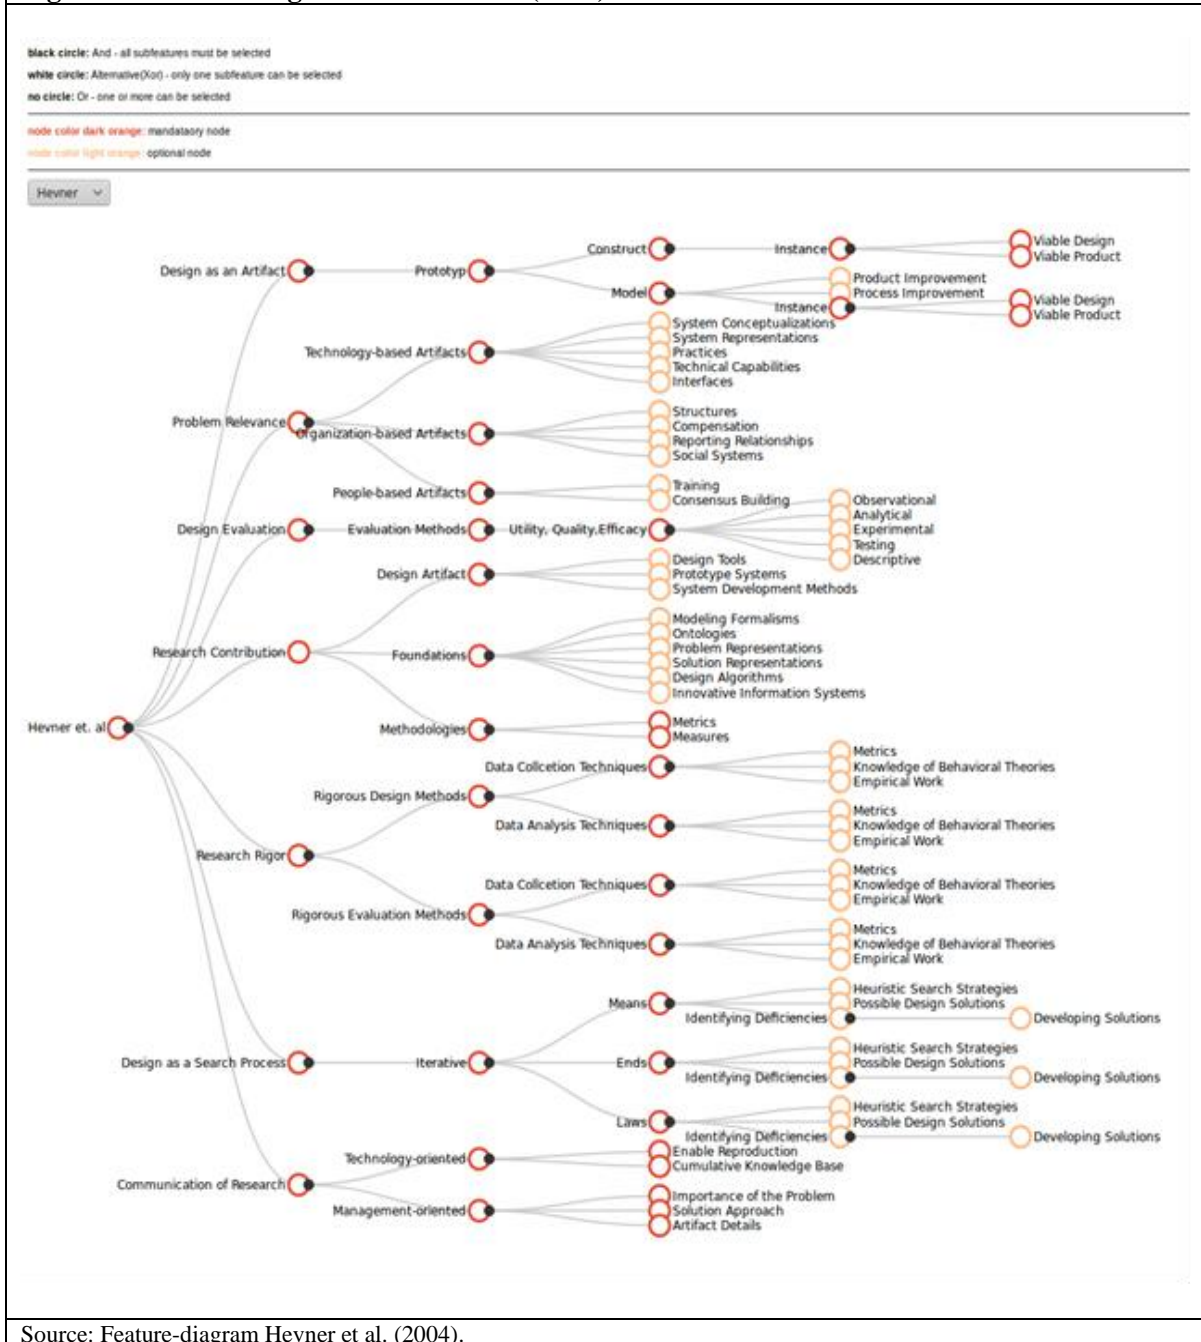 black circle: And - all subfeatures must be selected
white circle: Alternative(Xor) - only one subfeature can be selected
no circle: Or - one or more can be selected
node color dark orange: mandataory node
node color light orange: optional node
Hevner
Construct
Instance
Viable Design
Viable Product
Design as an Artifact
Prototyp
Model
Product Improvement
Process Improvement
Instance
Viable Design
Viable Product
Technology-based Artifacts
System Conceptualizations
System Representations
Practices
Technical Capabilities
Interfaces
Problem Relevance
Organization-based Artifacts
Structures
Compensation
Reporting Relationships
Social Systems
People-based Artifacts
Training
Consensus Building
Design Evaluation
Evaluation Methods
Utility, Quality,Efficacy
Observational
Analytical
Experimental
Testing
Descriptive
Design Artifact
Design Tools
Prototype Systems
System Development Methods
Research Contribution
Foundations
Modeling Formalisms
Ontologies
Problem Representations
Solution Representations
Design Algorithms
Innovative Information Systems
Methodologies
Metrics
Measures
Hevner et. al
Data Collcetion Techniques
Metrics
Knowledge of Behavioral Theories
Empirical Work
Rigorous Design Methods
Data Analysis Techniques
Metrics
Knowledge of Behavioral Theories
Empirical Work
Research Rigor
Data Collcetion Techniques
Metrics
Knowledge of Behavioral Theories
Empirical Work
Rigorous Evaluation Methods
Data Analysis Techniques
Metrics
Knowledge of Behavioral Theories
Empirical Work
Means
Heuristic Search Strategies
Possible Design Solutions
Identifying Deficiencies
Developing Solutions
Design as a Search Process
Iterative
Ends
Heuristic Search Strategies
Possible Design Solutions
Identifying Deficiencies
Developing Solutions
Laws
Heuristic Search Strategies
Possible Design Solutions
Identifying Deficiencies
Developing Solutions
Technology-oriented
Enable Reproduction
Cumulative Knowledge Base
Communication of Research
Management-oriented
Importance of the Problem
Solution Approach
Artifact Details
Source: Feature-diagram Hevner et al. (2004).